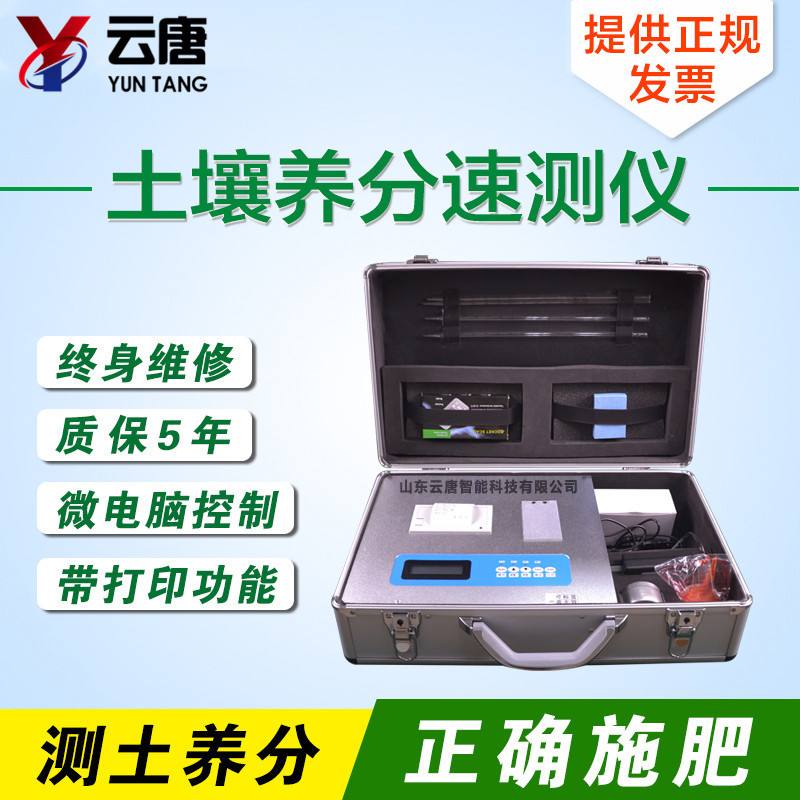 云唐
YUN TANG
提供正规
发票
土壤养分速测仪
终身维修
质保5年
微电脑控制
带打印功能
山东云唐智能科技有限公司
测土养分
正确施肥